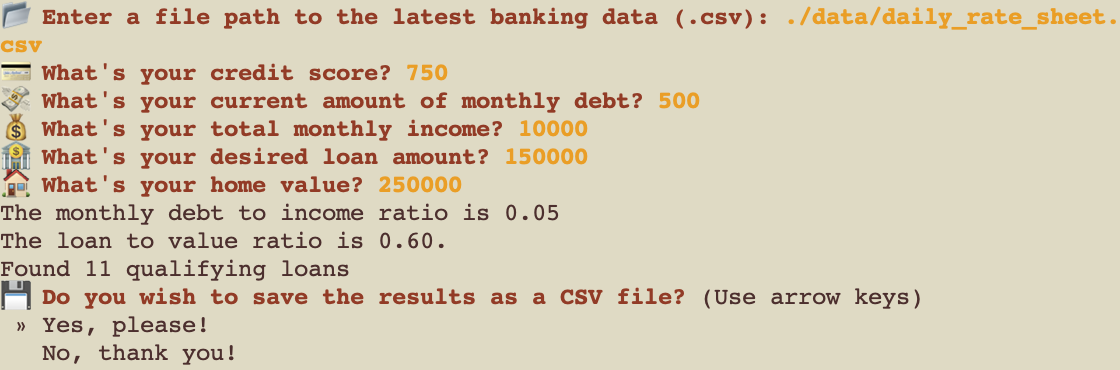 Enter a file path to the latest banking data (.csv): ./data/daily_rate_sheet.
csv
What's your credit score? 750
What's your current amount of monthly debt? 500
What's your total monthly income? 10000
What's your desired loan amount? 150000
What's your home value? 250000
The monthly debt to income ratio is 0.05
The loan to value ratio is 0.60.
Found 11 qualifying loans
Do you wish to save the results as a CSV file? (Use arrow keys)
» Yes, please!
No, thank you!